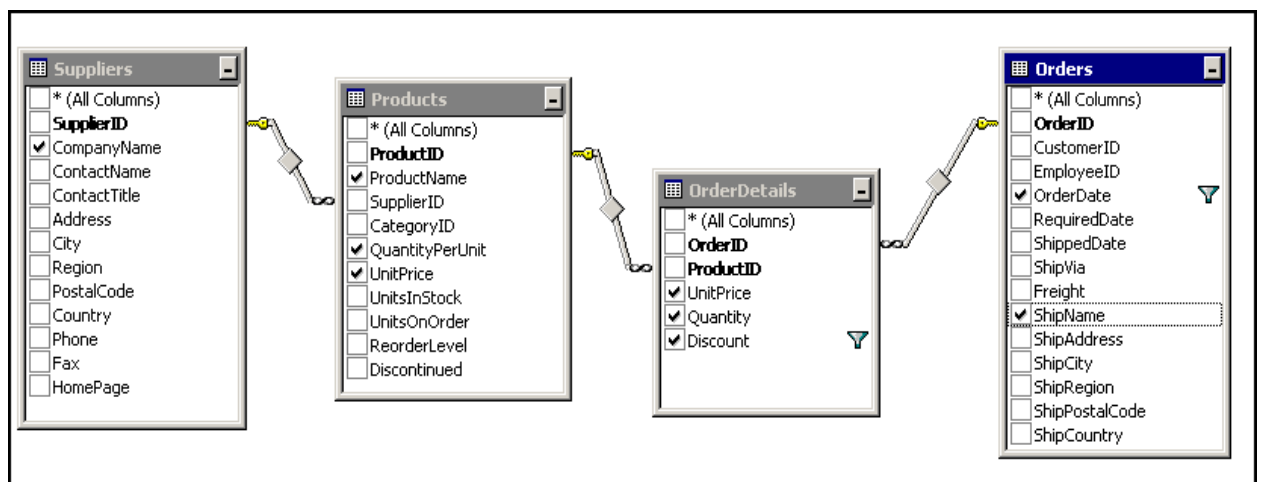 Suppliers
* (All Columns)
SupplierID
CompanyName
ContactName
ContactTitle
Address
City
Region
PostalCode
Country
Phone
Fax
HomePage
Products
* (All Columns)
ProductID
ProductName
SupplierID
CategoryID
QuantityPerUnit
UnitPrice
UnitsInStock
UnitsOnOrder
ReorderLevel
Discontinued
OrderDetails
* (All Columns)
OrderID
ProductID
UnitPrice
Quantity
Discount
Orders
* (All Columns)
OrderID
CustomerID
EmployeeID
OrderDate
RequiredDate
ShippedDate
ShipVia
Freight
ShipName
ShipAddress
ShipCity
ShipRegion
ShipPostalCode
ShipCountry